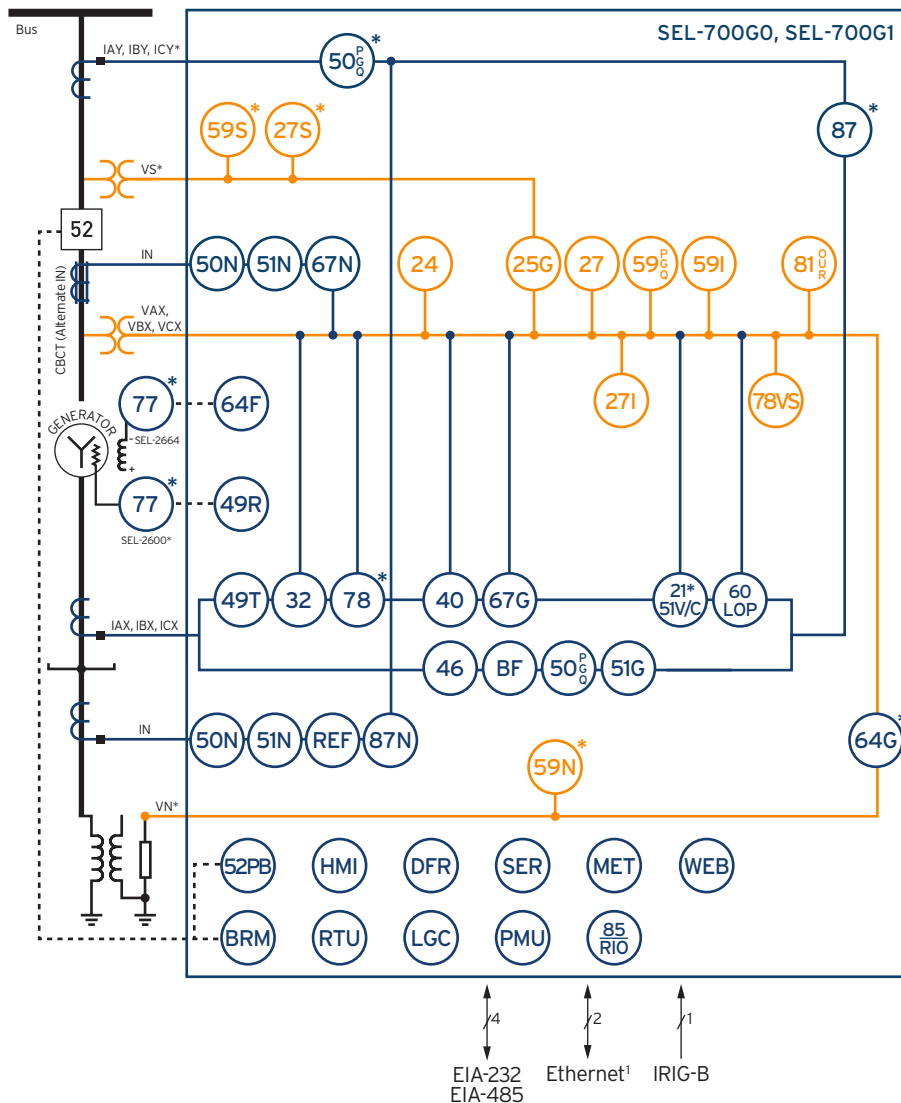 Bus
SEL-700G0, SEL-700G1
IAY, IBY, ICY*
50 P G Q *
87 *
59S * 27S *
VS*
52
IN
50N 51N 67N 24 25G 27 59 P G Q 59I 81 O U R
CBCT (Alternate IN)
VAX,
VBX, VCX
27I 78VS
77 * 64F
GENERATOR
- SEL-2664
+
77 * 49R
SEL-2600*
49T 32 78 * 40 67G 21* 60
51V/C LOP
IAX, IBX, ICX
46 BF 50 P G Q 51G
IN
50N 51N REF 87N 64G *
59N *
VN*
52PB HMI DFR SER MET WEB
BRM RTU LGC PMU 85
RIO
4 2 1
EIA-232 Ethernet¹ IRIG-B
EIA-485